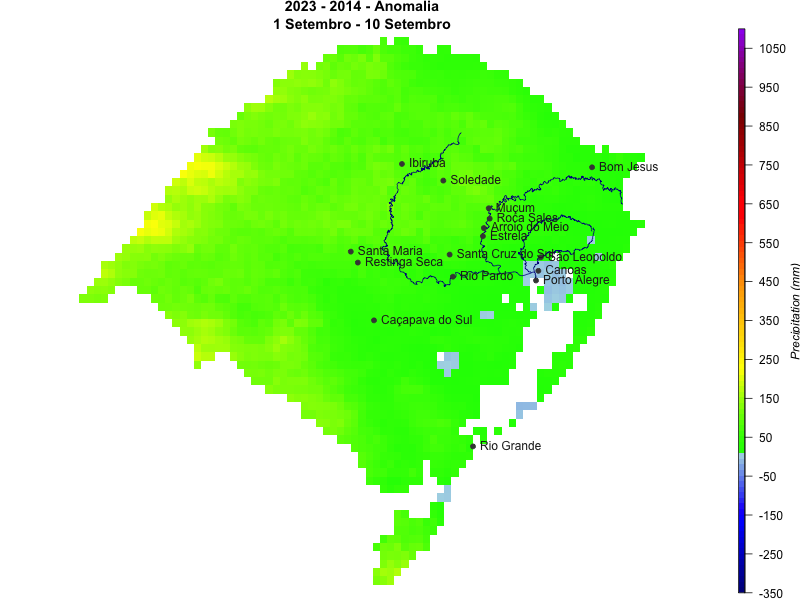 2023 - 2014 - Anomalia
1 Setembro - 10 Setembro
1050
950
850
750
650
550
450
350
250
150
50
-50
-150
-250
-350
Precipitation (mm)
Ibirubá
Bom Jesus
Soledade
Muçum
Roca Sales
Arroio do Meio
Estrela
Santa Maria
Santa Cruz do Sul
São Leopoldo
Restinga Seca
Canoas
Rio Pardo
Porto Alegre
Caçapava do Sul
Rio Grande